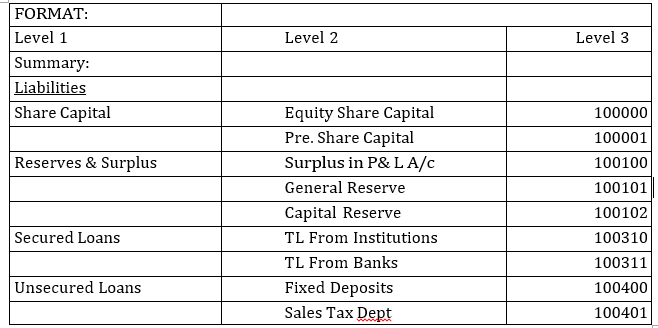 FORMAT:
Level 1 Level 2 Level 3
Summary:
Liabilities
Share Capital Equity Share Capital 100000
Pre. Share Capital 100001
Reserves & Surplus Surplus in P& L A/c 100100
General Reserve 100101
Capital Reserve 100102
Secured Loans TL From Institutions 100310
TL From Banks 100311
Unsecured Loans Fixed Deposits 100400
Sales Tax Dept 100401